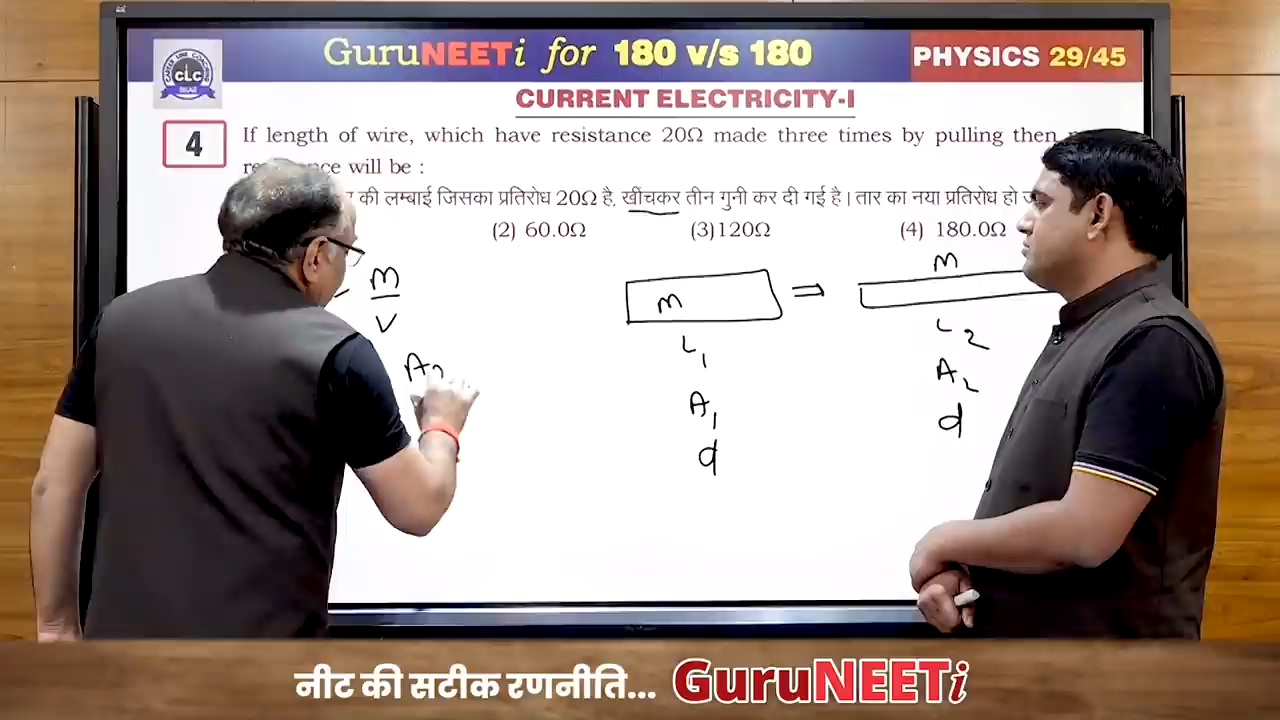 GuruNEETi for 180 v/s 180
PHYSICS 29/45
CLC
CURRENT ELECTRICITY-I
4
If length of wire, which have resistance 20Ω made three times by pulling then
will be :
की लम्बाई जिसका प्रतिरोध 20Ω है, खींचकर तीन गुनी कर दी गई है। तार का नया प्रतिरोध हो
(2) 60.0Ω (3)120Ω (4) 180.0Ω
m
m
v
m
⇒
L1
L2
A2
A1
A2
d
d
नीट की सटीक रणनीति... GuruNEETi